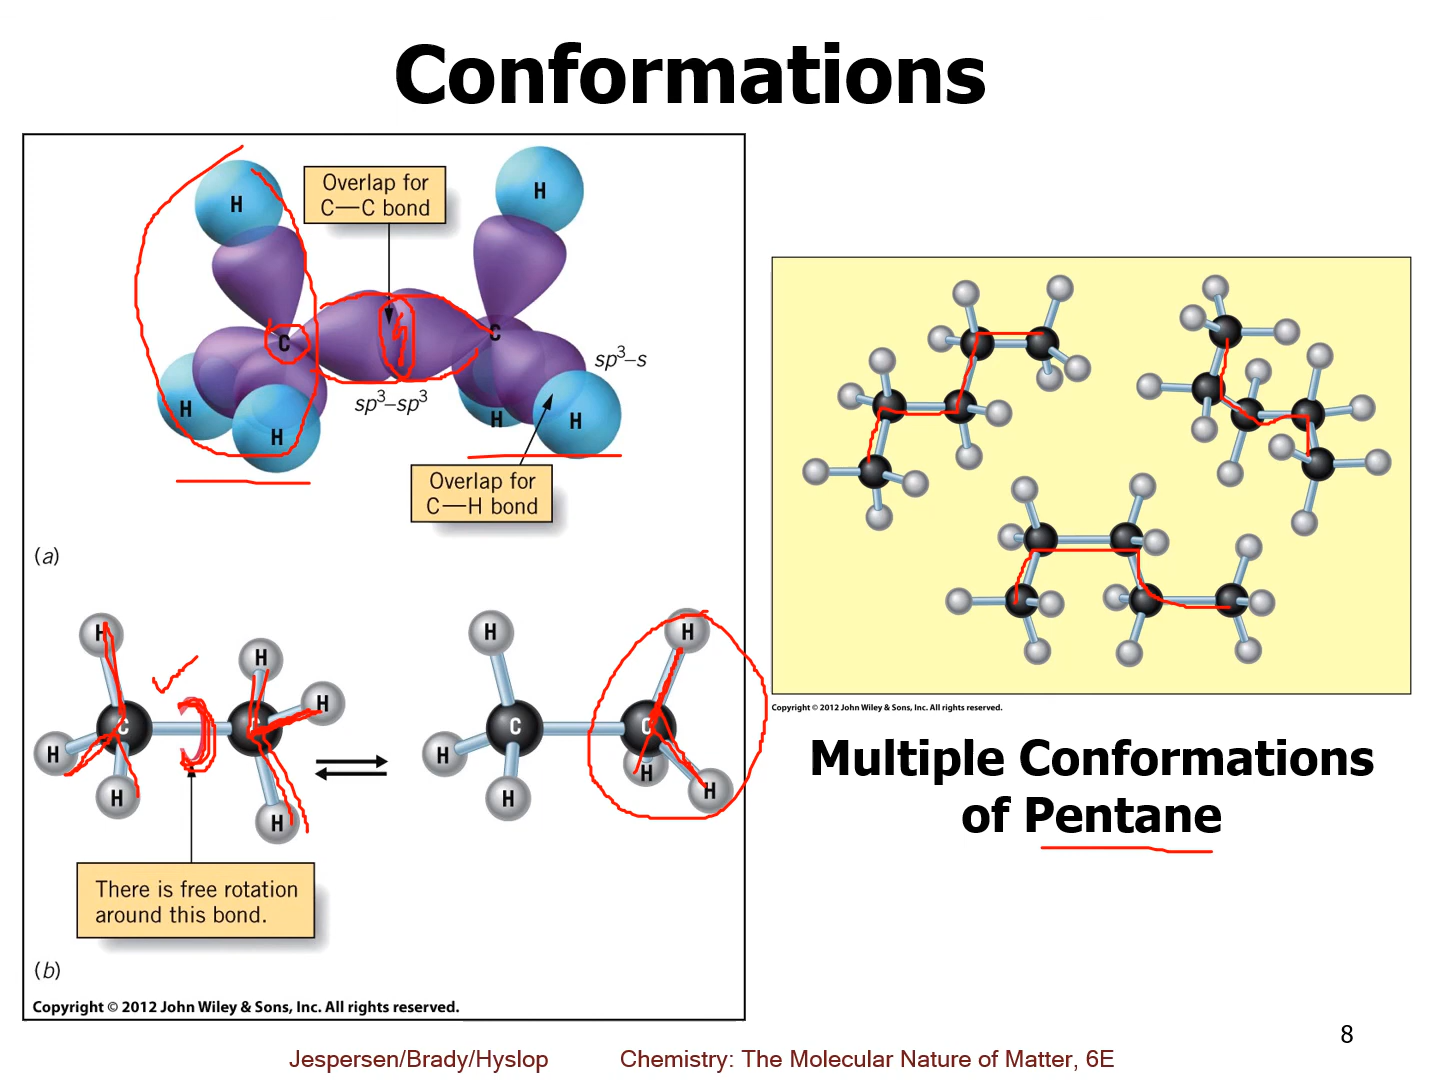 Conformations
H
Overlap for
C—C bond
H
C
C
sp³–s
sp³–sp³
H
H
H
H
Overlap for
C—H bond
(a)
H
H
H
H
H
C
C
C
C
H
H
H
H
H
H
H
There is free rotation
around this bond.
(b)
Copyright © 2012 John Wiley & Sons, Inc. All rights reserved.
Copyright © 2012 John Wiley & Sons, Inc. All rights reserved.
Multiple Conformations
of Pentane
8
Jespersen/Brady/Hyslop Chemistry: The Molecular Nature of Matter, 6E